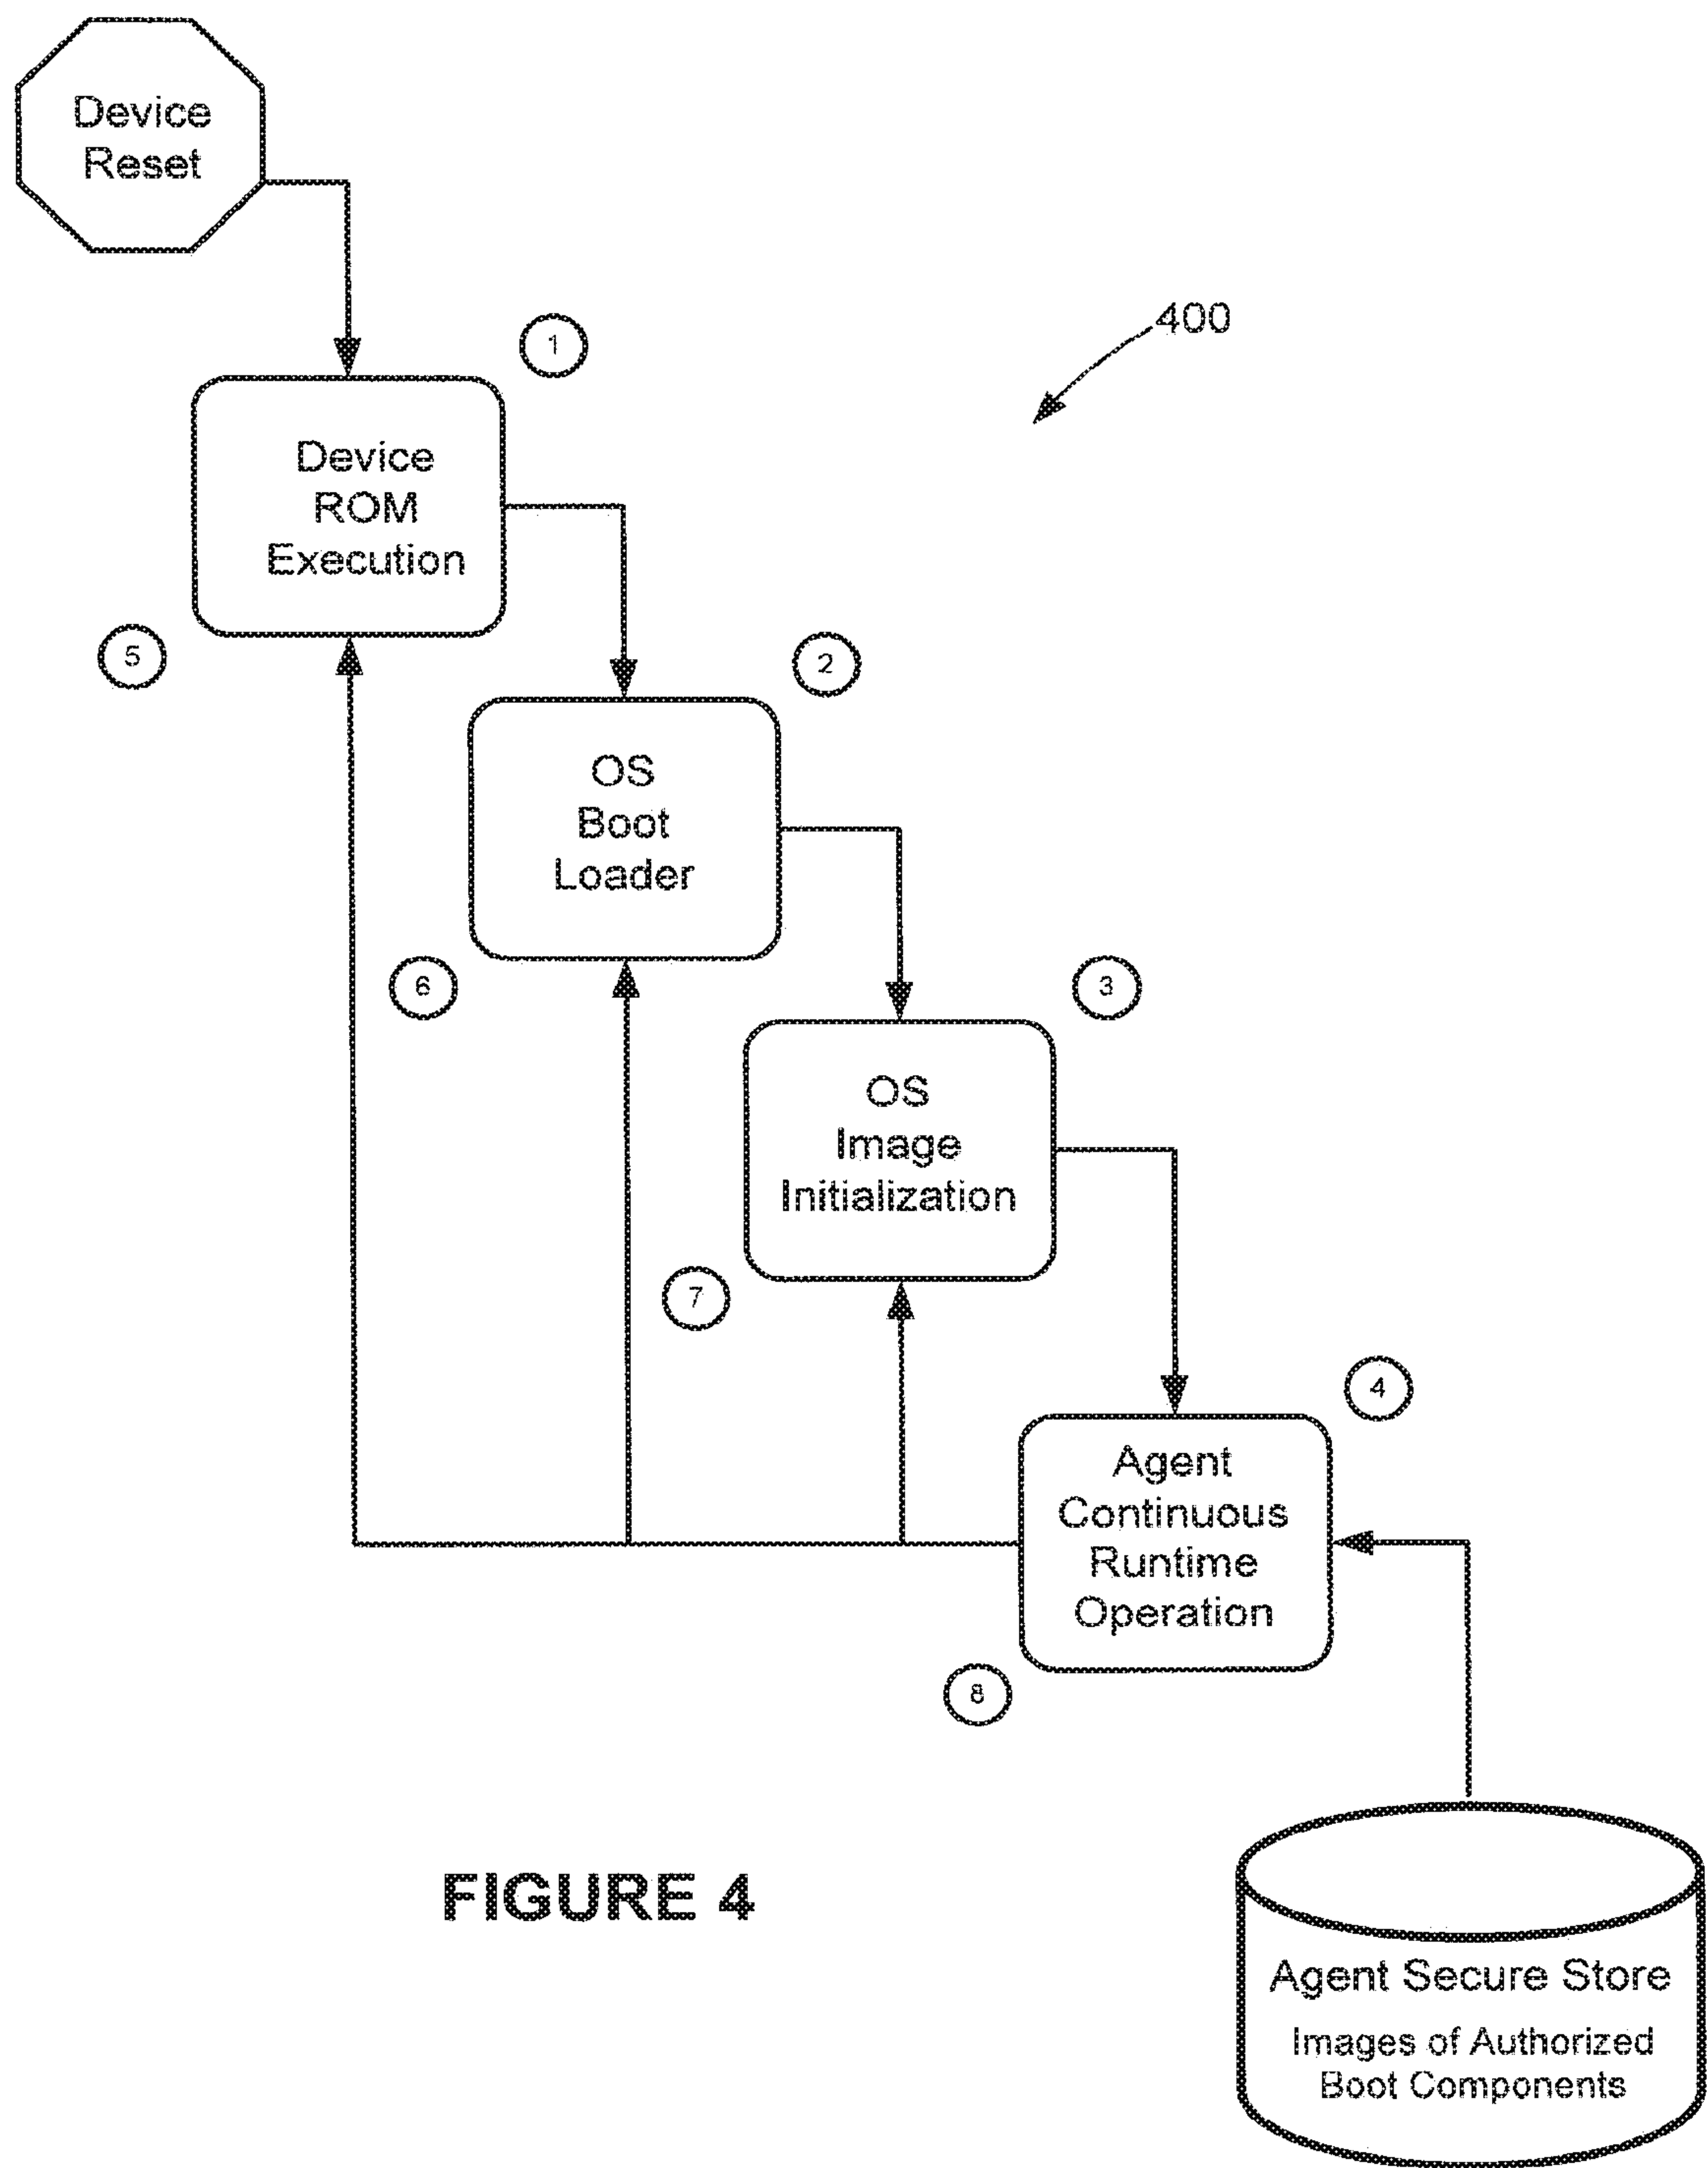 Device
Reset
1
400
Device
ROM
Execution
5
2
OS
Boot
Loader
6
3
OS
Image
Initialization
7
4
Agent
Continuous
Runtime
Operation
8
FIGURE 4
Agent Secure Store
Images of Authorized
Boot Components